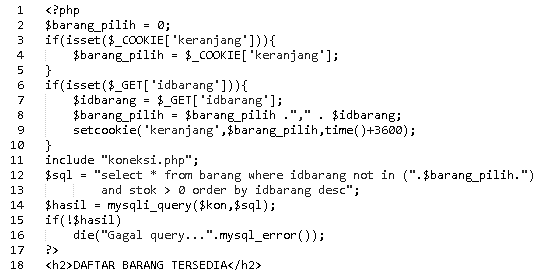 1 <?php
2 $barang_pilih = 0;
3 if(isset($_COOKIE['keranjang'])){
4 $barang_pilih = $_COOKIE['keranjang'];
5 }
6 if(isset($_GET['idbarang'])){
7 $idbarang = $_GET['idbarang'];
8 $barang_pilih = $barang_pilih ."," . $idbarang;
9 setcookie('keranjang',$barang_pilih,time()+3600);
10 }
11 include "koneksi.php";
12 $sql = "select * from barang where idbarang not in (".$barang_pilih.")
13 and stok > 0 order by idbarang desc";
14 $hasil = mysqli_query($kon,$sql);
15 if(!$hasil)
16 die("Gagal query...".mysql_error());
17 ?>
18 <h2>DAFTAR BARANG TERSEDIA</h2>